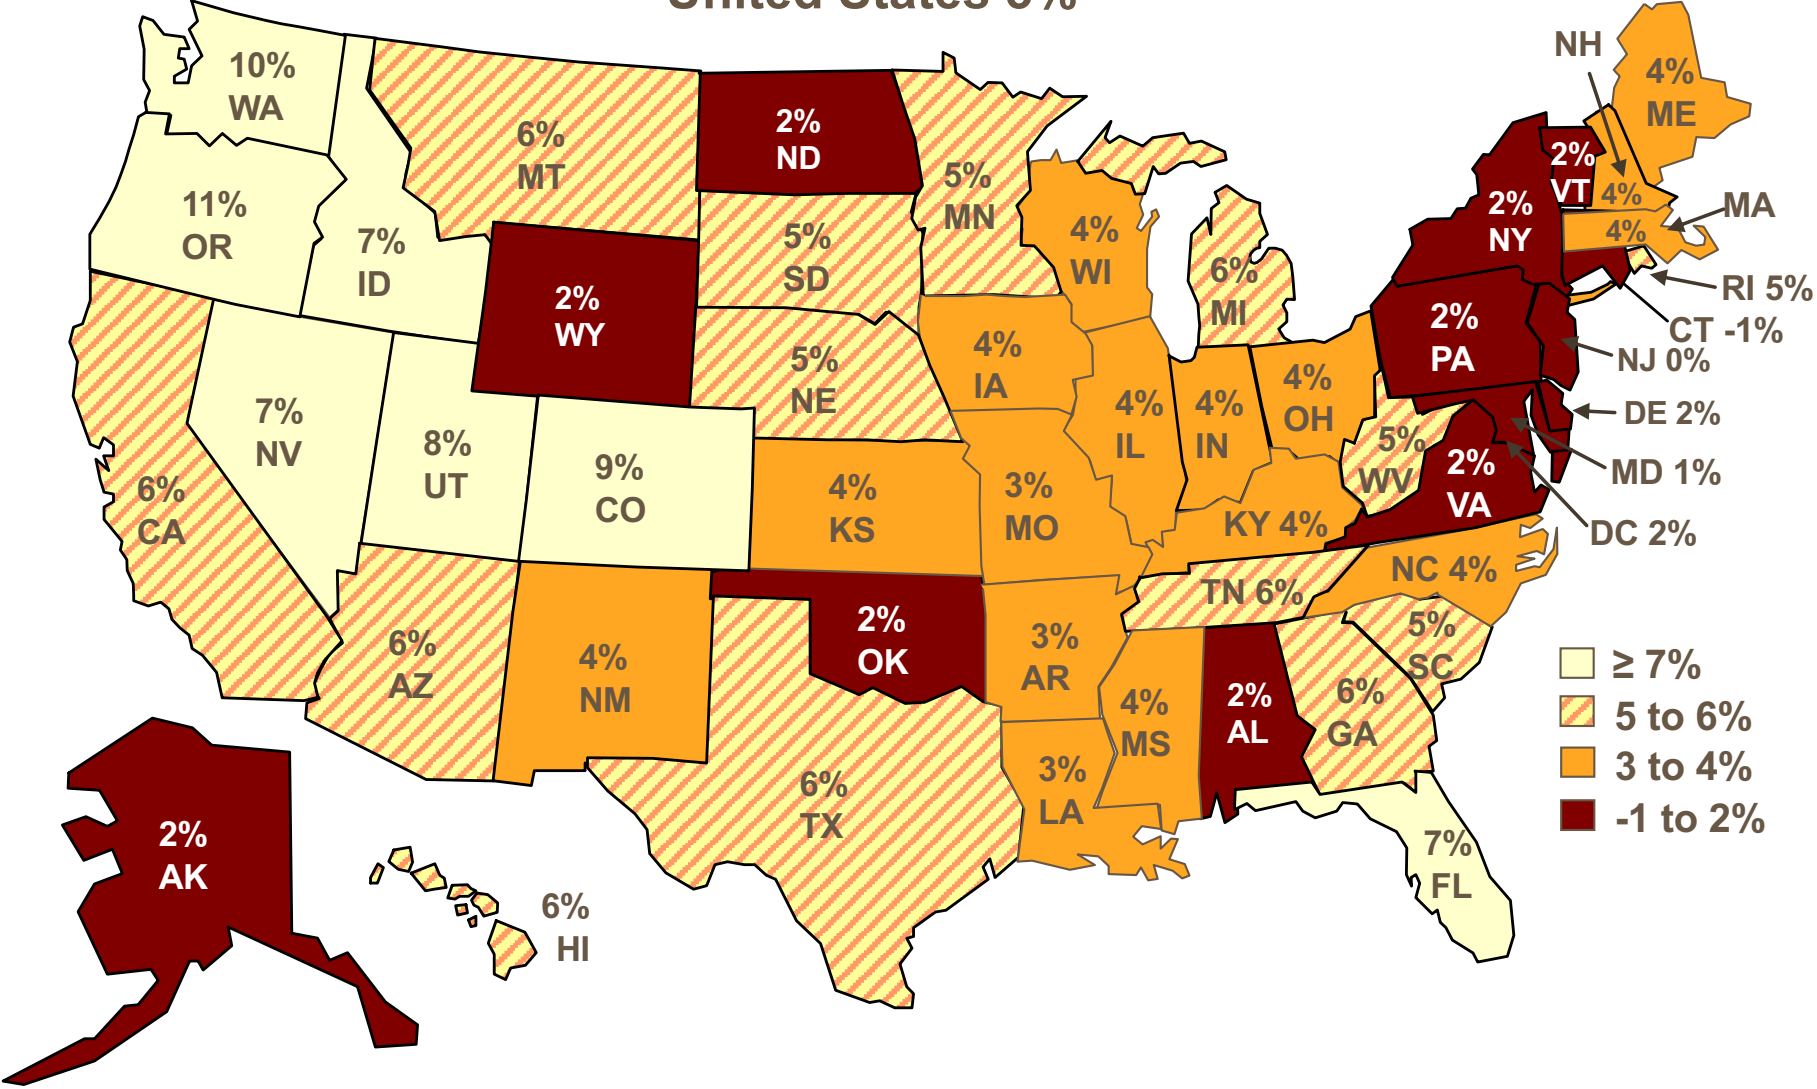 United States 6%
10%
WA
11%
OR
7%
ID
6%
MT
2%
ND
5%
MN
5%
SD
2%
WY
5%
NE
4%
WI
6%
MI
4%
IA
4%
IL
4%
IN
4%
OH
7%
NV
8%
UT
9%
CO
4%
KS
3%
MO
KY 4%
5%
WV
2%
VA
2%
PA
2%
NY
2%
VT
NH
4%
4%
ME
MA
4%
RI 5%
CT -1%
NJ 0%
DE 2%
MD 1%
DC 2%
6%
CA
6%
AZ
4%
NM
2%
OK
3%
AR
TN 6%
NC 4%
5%
SC
6%
GA
2%
AL
4%
MS
3%
LA
6%
TX
7%
FL
2%
AK
6%
HI
≥ 7%
5 to 6%
3 to 4%
-1 to 2%